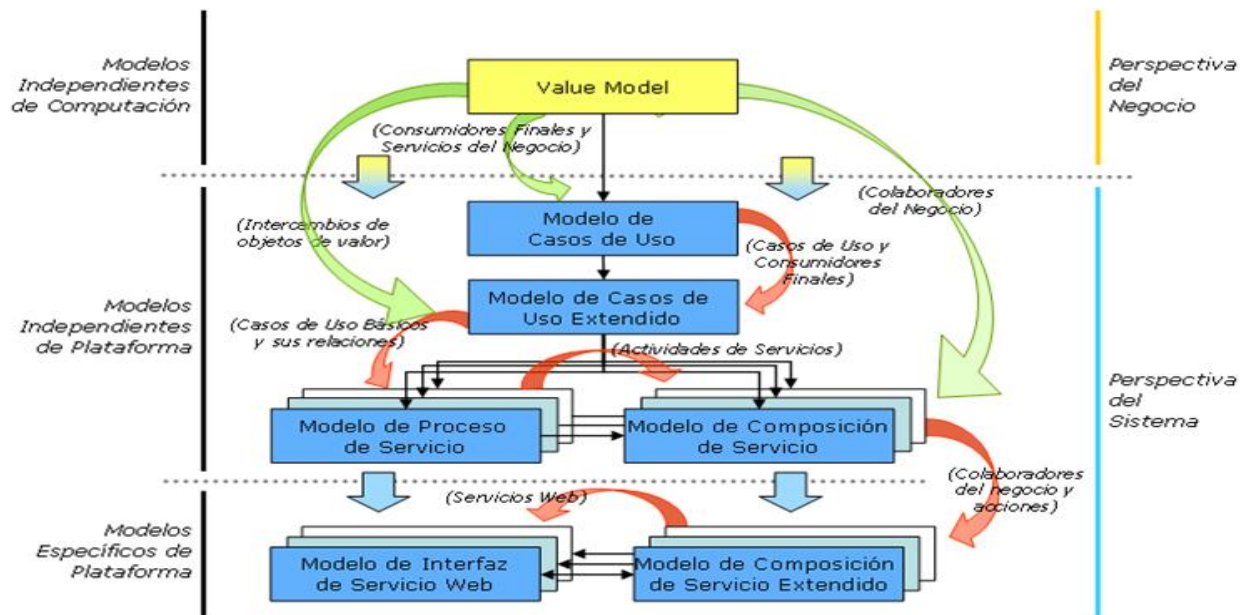 Modelos
Independientes
de Computación
Value Model
Perspectiva
del
Negocio
(Consumidores Finales y
Servicios del Negocio)
(Colaboradores
del Negocio)
(Intercambios de
objetos de valor)
Modelo de
Casos de Uso
(Casos de Uso y
Consumidores
Finales)
Modelos
Independientes
de Plataforma
Modelo de Casos de
Uso Extendido
(Casos de Uso Básicos
y sus relaciones)
(Actividades de Servicios)
Perspectiva
del
Sistema
Modelo de Proceso
de Servicio
Modelo de Composición
de Servicio
(Colaboradores
del negocio y
acciones)
(Servicios Web)
Modelos
Específicos de
Plataforma
Modelo de Interfaz
de Servicio Web
Modelo de Composición
de Servicio Extendido